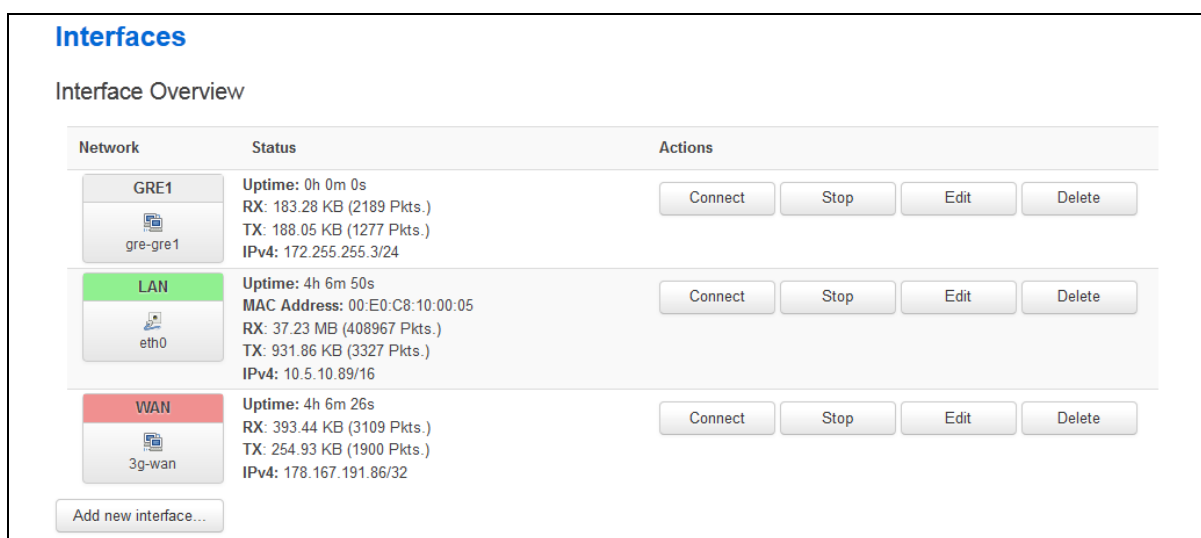 Interfaces
Interface Overview
Network Status Actions
GRE1
gre-gre1
Uptime: 0h 0m 0s
RX: 183.28 KB (2189 Pkts.)
TX: 188.05 KB (1277 Pkts.)
IPv4: 172.255.255.3/24
Connect Stop Edit Delete
LAN
eth0
Uptime: 4h 6m 50s
MAC Address: 00:E0:C8:10:00:05
RX: 37.23 MB (408967 Pkts.)
TX: 931.86 KB (3327 Pkts.)
IPv4: 10.5.10.89/16
Connect Stop Edit Delete
WAN
3g-wan
Uptime: 4h 6m 26s
RX: 393.44 KB (3109 Pkts.)
TX: 254.93 KB (1900 Pkts.)
IPv4: 178.167.191.86/32
Connect Stop Edit Delete
Add new interface...